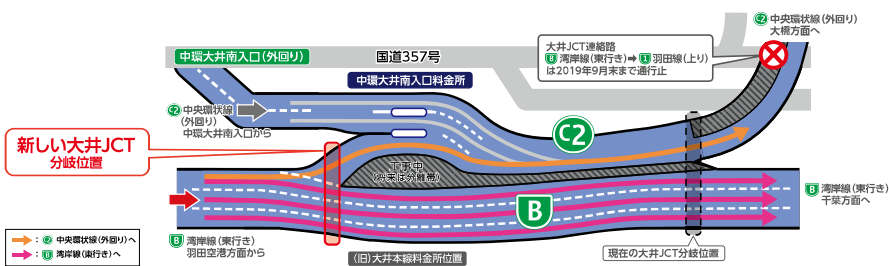 C2 中央環状線(外回り)
大橋方面へ
中環大井南入口(外回り)
国道357号
大井JCT連絡路
B 湾岸線(東行き)➡1 羽田線(上り)
は2019年9月末まで通行止
中環大井南入口料金所
C2 中央環状線
(外回り)
中環大井南入口から
C2
新しい大井JCT
分岐位置
工事中
(将来は分離帯)
B
B 湾岸線(東行き)
千葉方面へ
:C2 中央環状線(外回り)へ
:B 湾岸線(東行き)へ
B 湾岸線(東行き)
羽田空港方面から
(旧)大井本線料金所位置
現在の大井JCT分岐位置